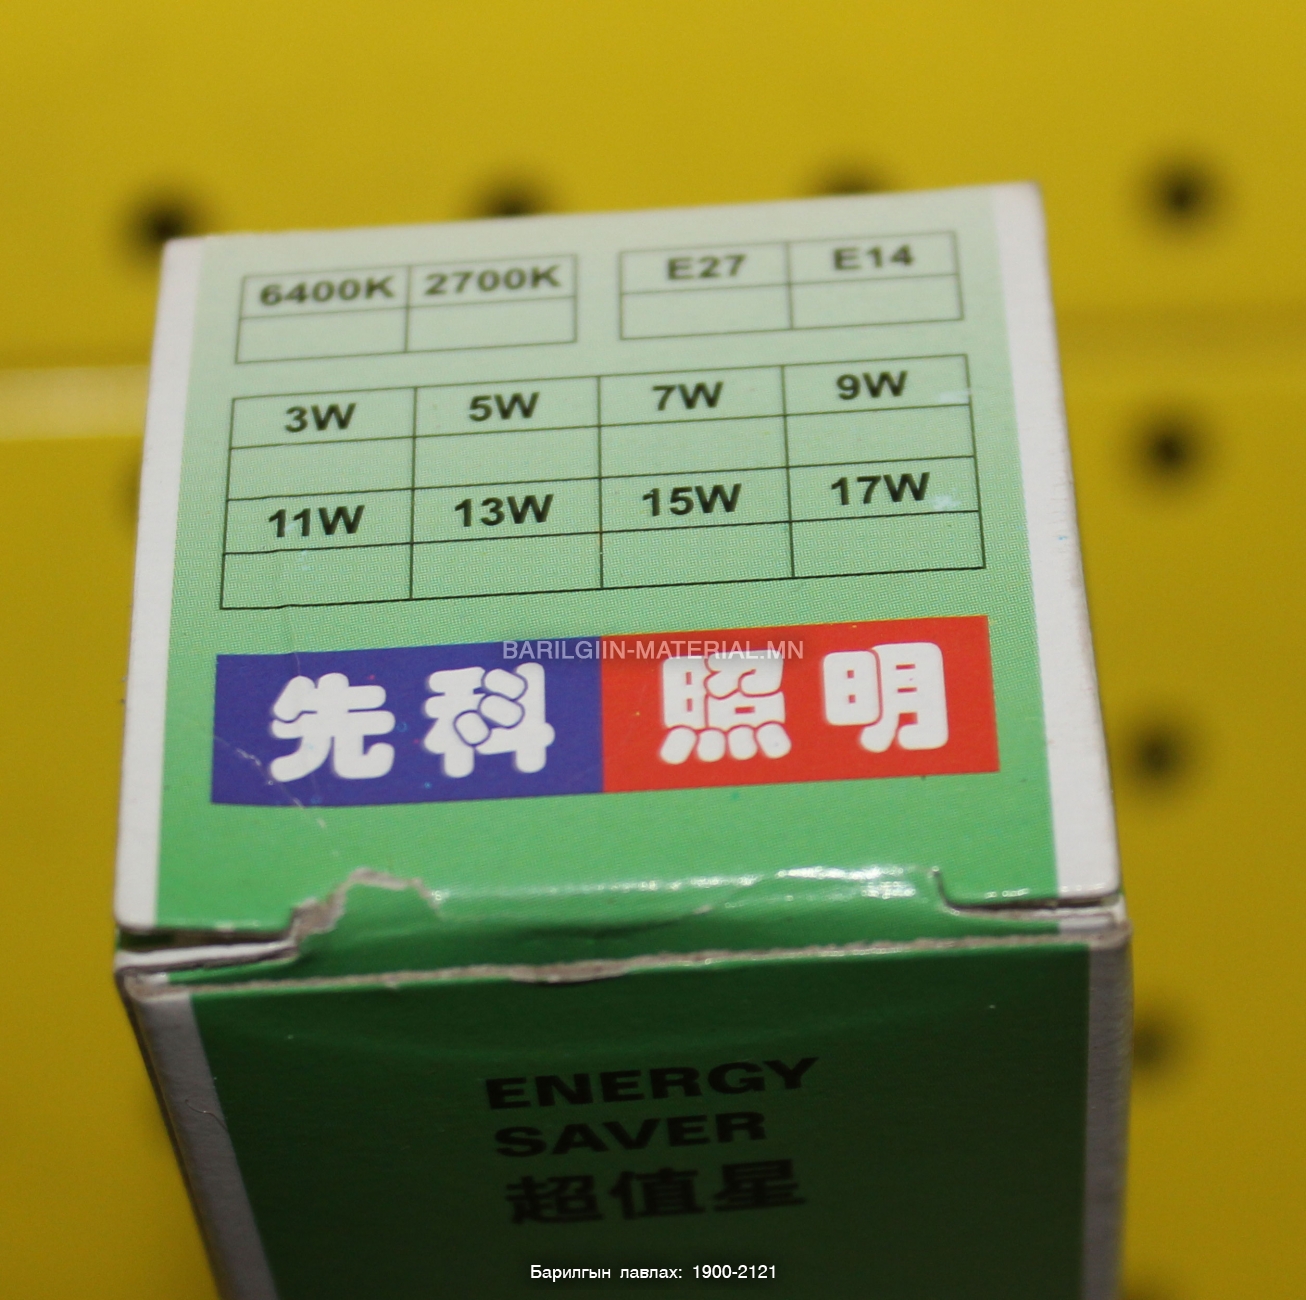 6400K 2700K E27 E14
3W 5W 7W 9W
11W 13W 15W 17W
BARILGIIN-MATERIAL.MN
先科 照明
ENERGY
SAVER
超值星
Барилгын лавлах: 1900-2121